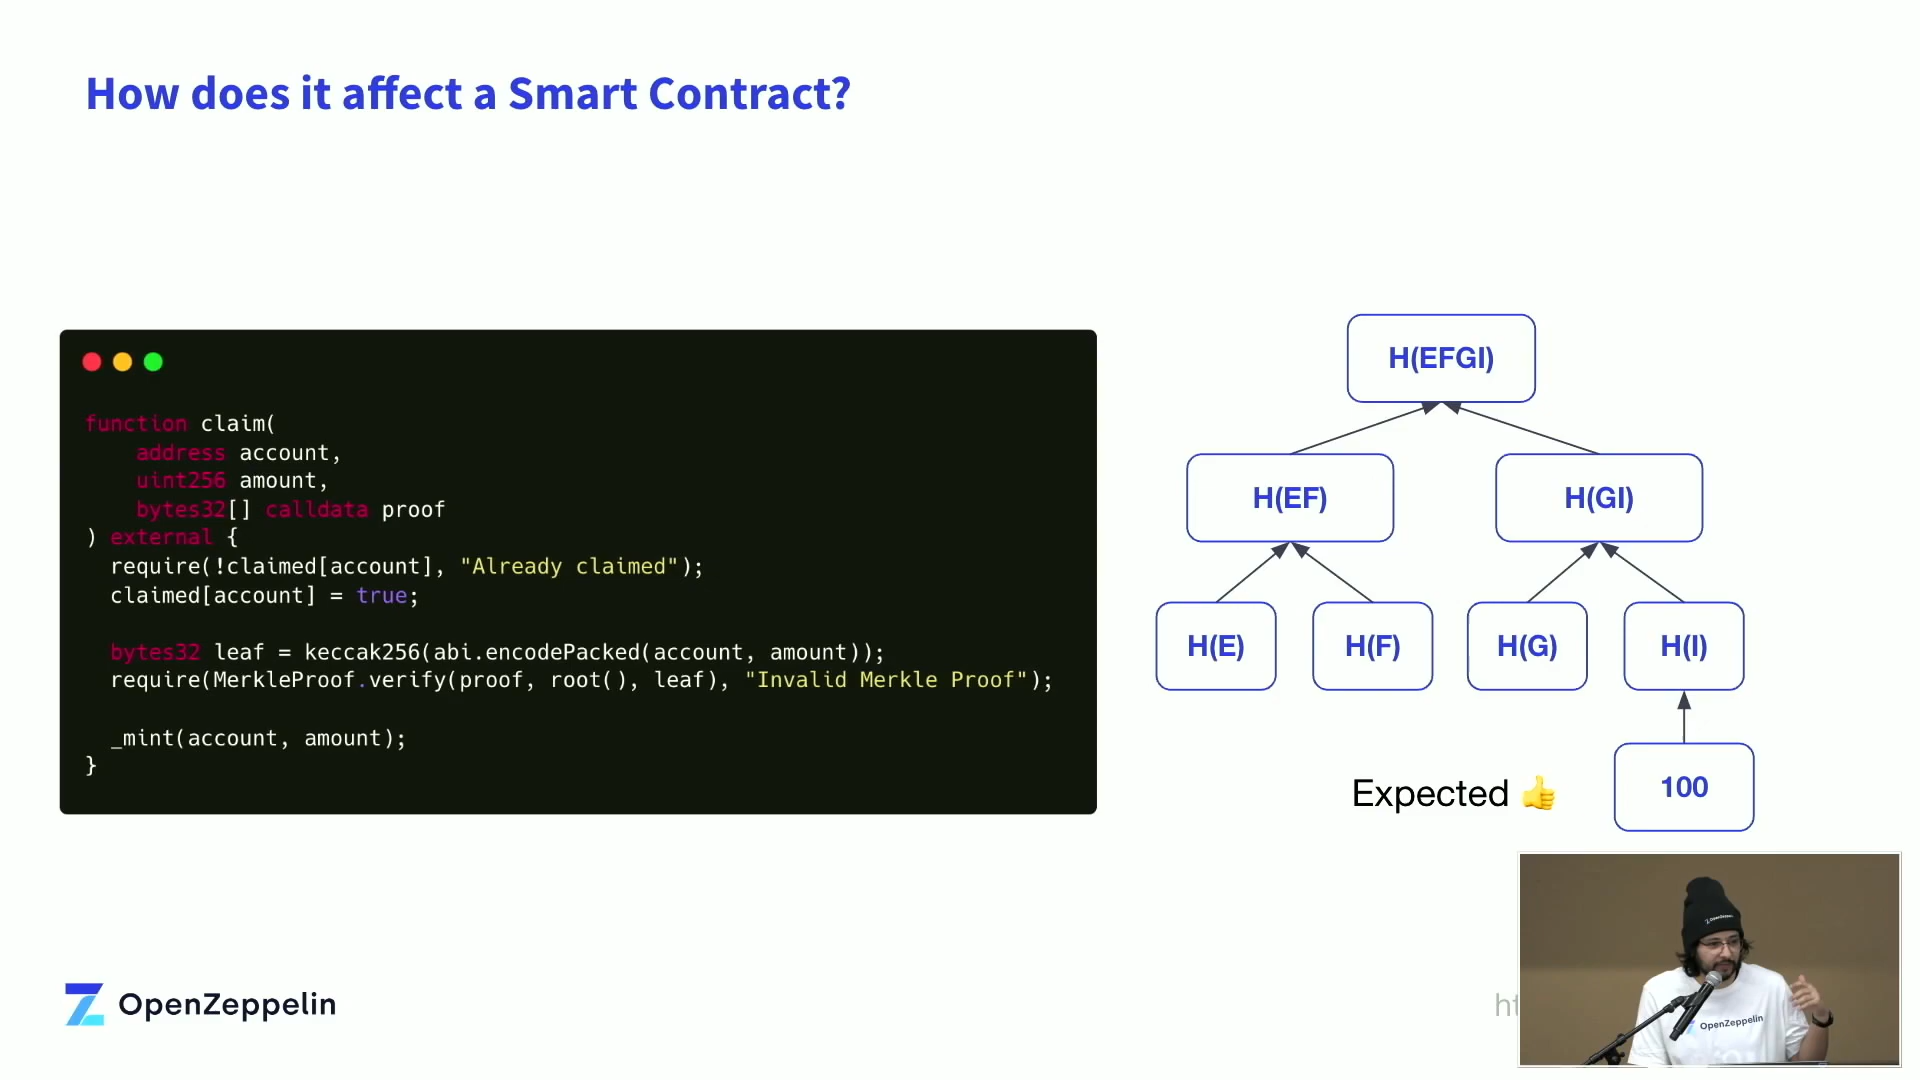 How does it affect a Smart Contract?
function claim(
    address account,
    uint256 amount,
    bytes32[] calldata proof
) external {
  require(!claimed[account], "Already claimed");
  claimed[account] = true;
  bytes32 leaf = keccak256(abi.encodePacked(account, amount));
  require(MerkleProof.verify(proof, root(), leaf), "Invalid Merkle Proof");
  _mint(account, amount);
}
H(EFGI)
H(EF) H(GI)
H(E) H(F) H(G) H(I)
Expected 👍 100
OpenZeppelin
OpenZeppelin